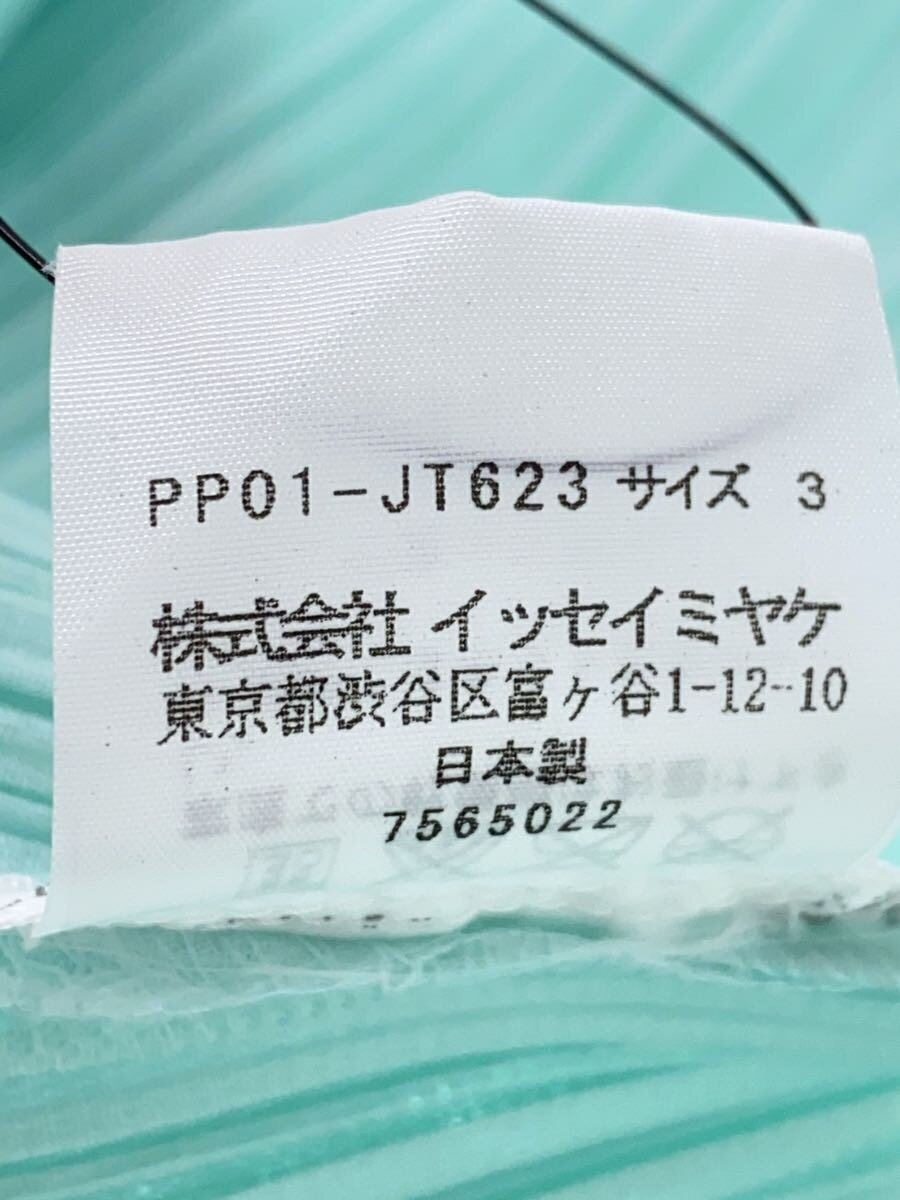 PP01-JT623 サイズ 3
株式会社 イッセイミヤケ
東京都渋谷区富ヶ谷1-12-10
日本製
7565022